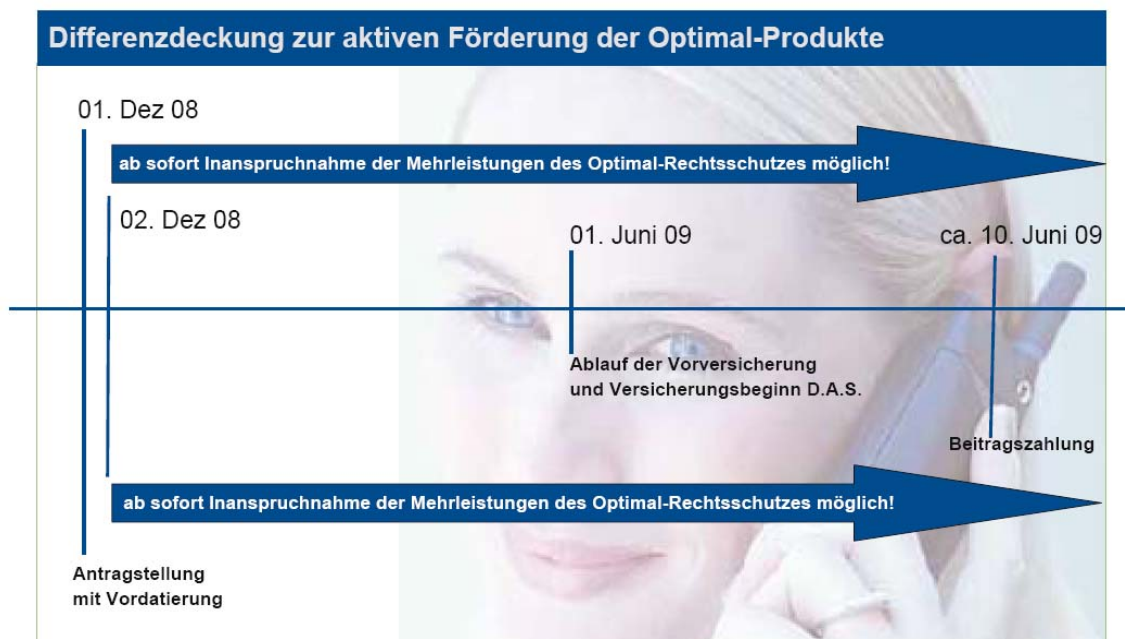 Differenzdeckung zur aktiven Förderung der Optimal-Produkte
01. Dez 08
ab sofort Inanspruchnahme der Mehrleistungen des Optimal-Rechtsschutzes möglich!
02. Dez 08
01. Juni 09
ca. 10. Juni 09
Ablauf der Vorversicherung
und Versicherungsbeginn D.A.S.
Beitragszahlung
ab sofort Inanspruchnahme der Mehrleistungen des Optimal-Rechtsschutzes möglich!
Antragstellung
mit Vordatierung